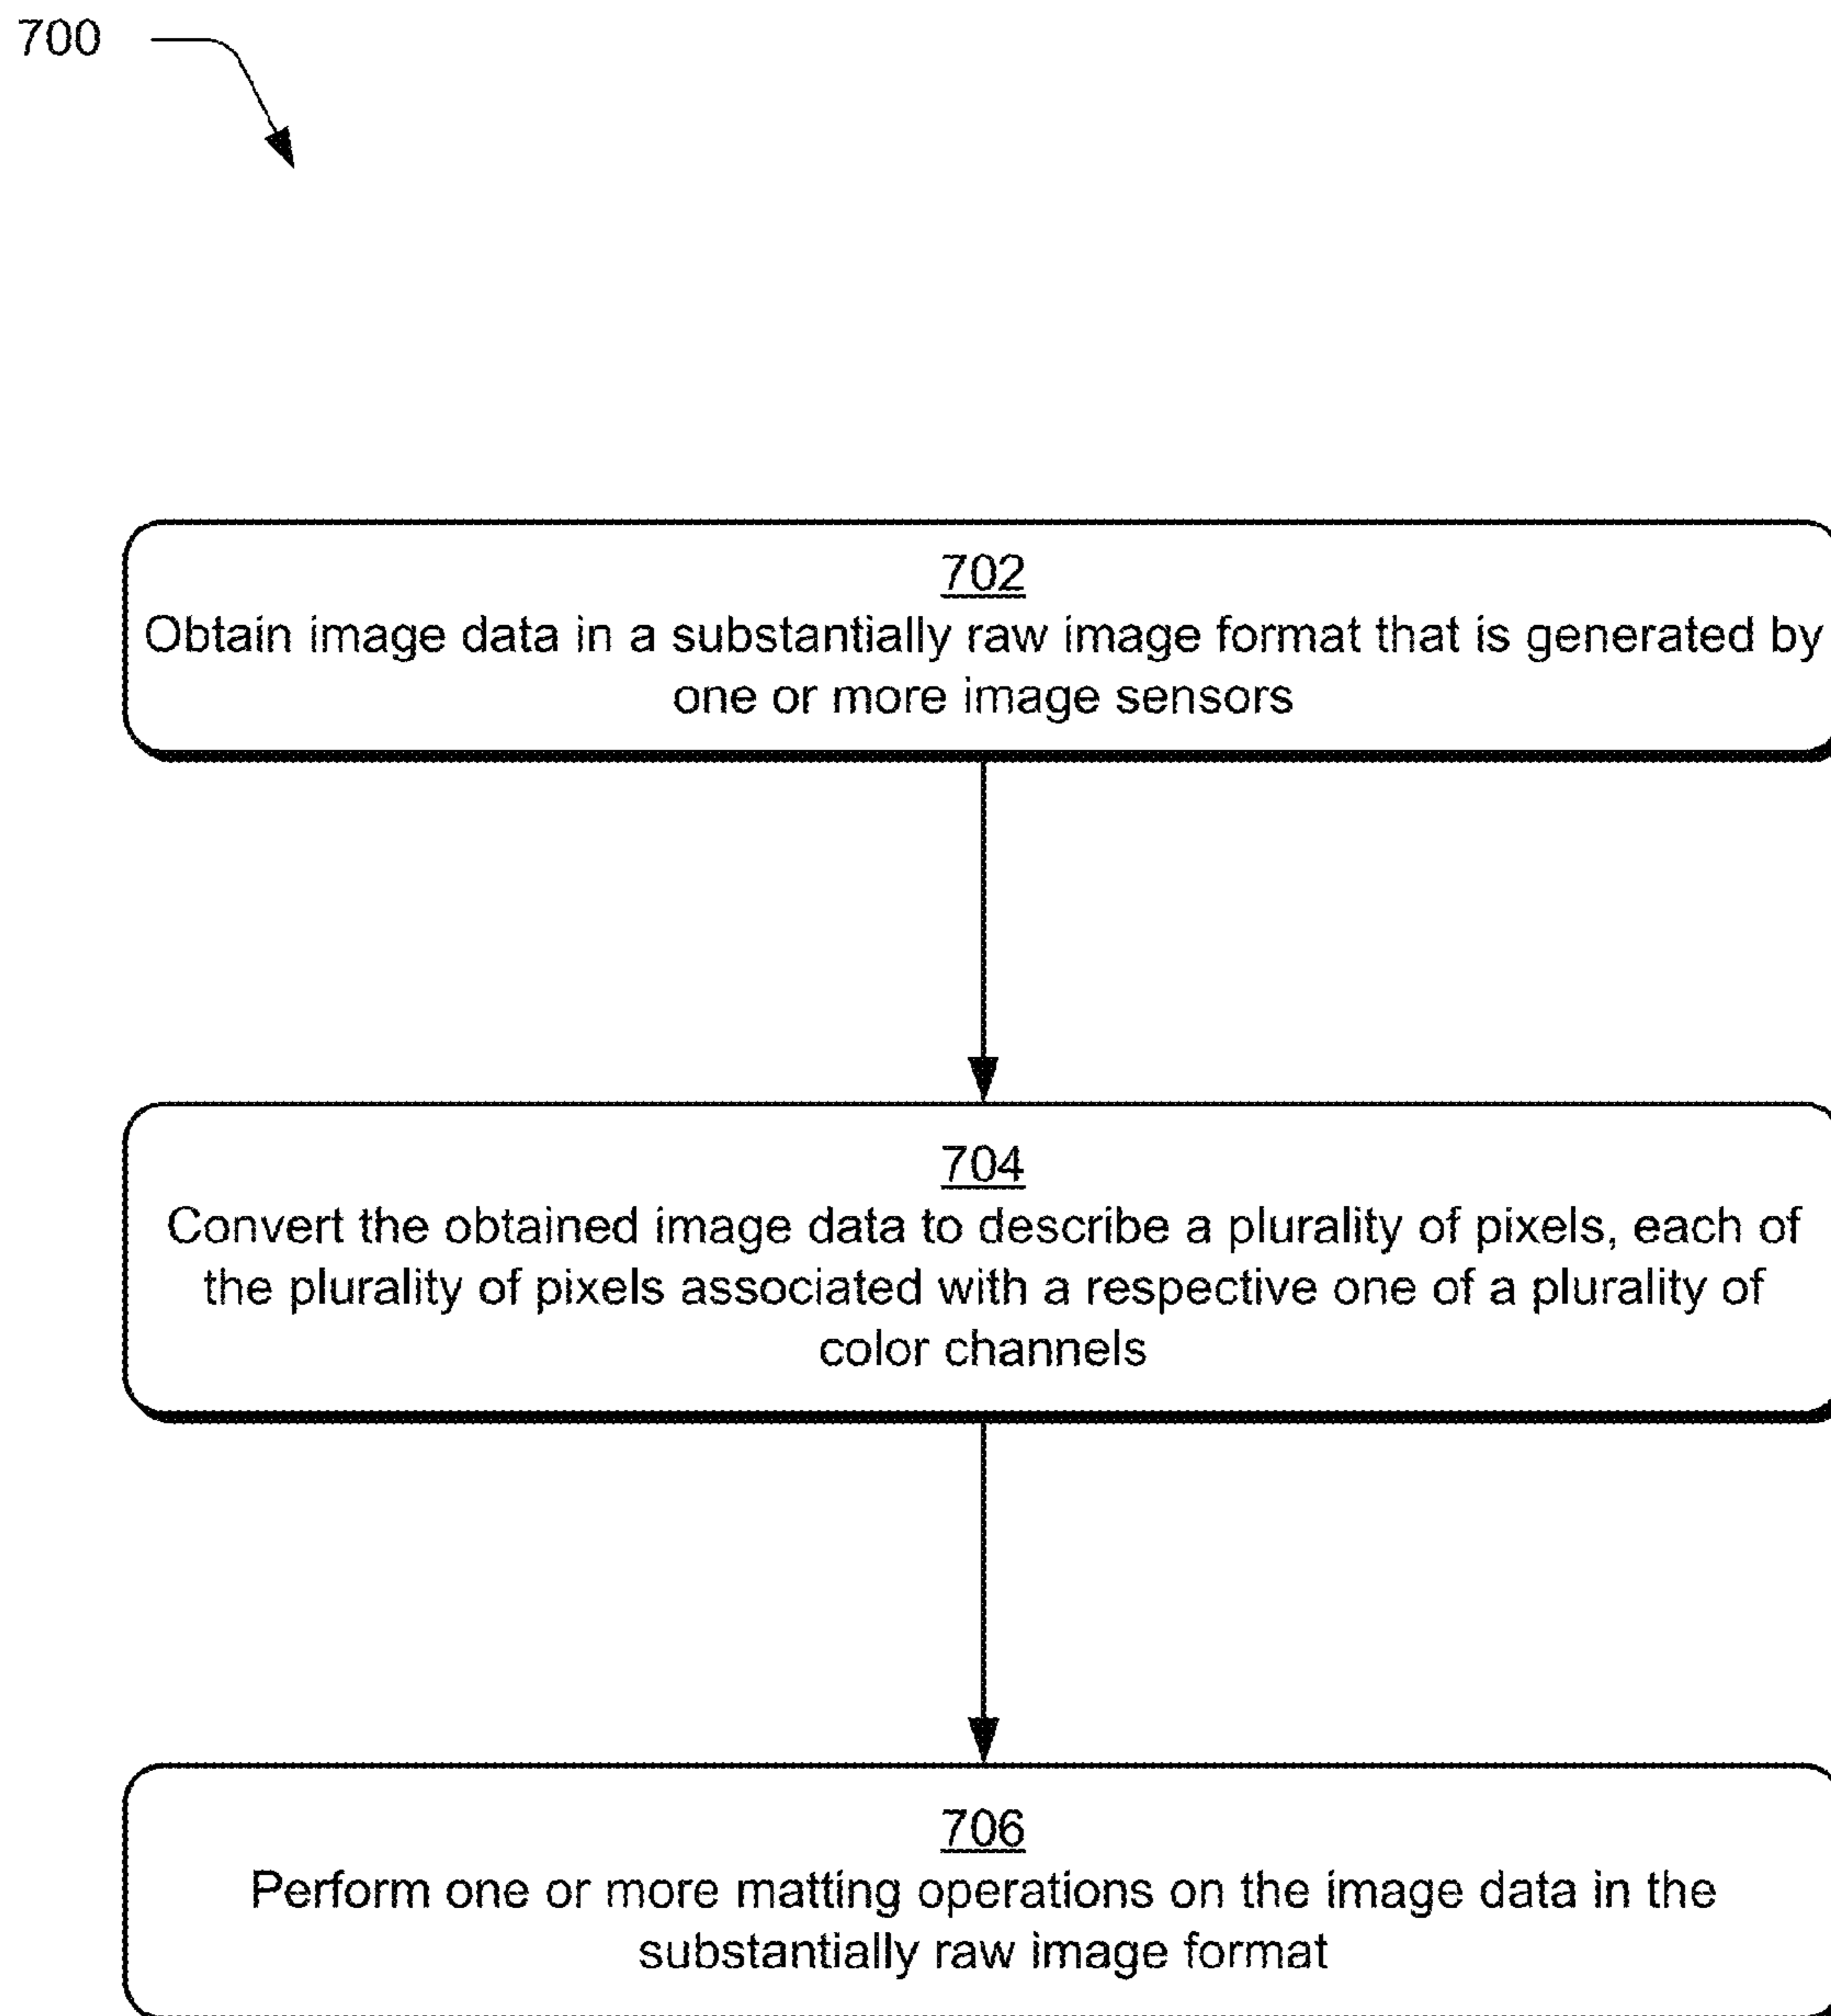 700
702
Obtain image data in a substantially raw image format that is generated by
one or more image sensors
704
Convert the obtained image data to describe a plurality of pixels, each of
the plurality of pixels associated with a respective one of a plurality of
color channels
706
Perform one or more matting operations on the image data in the
substantially raw image format